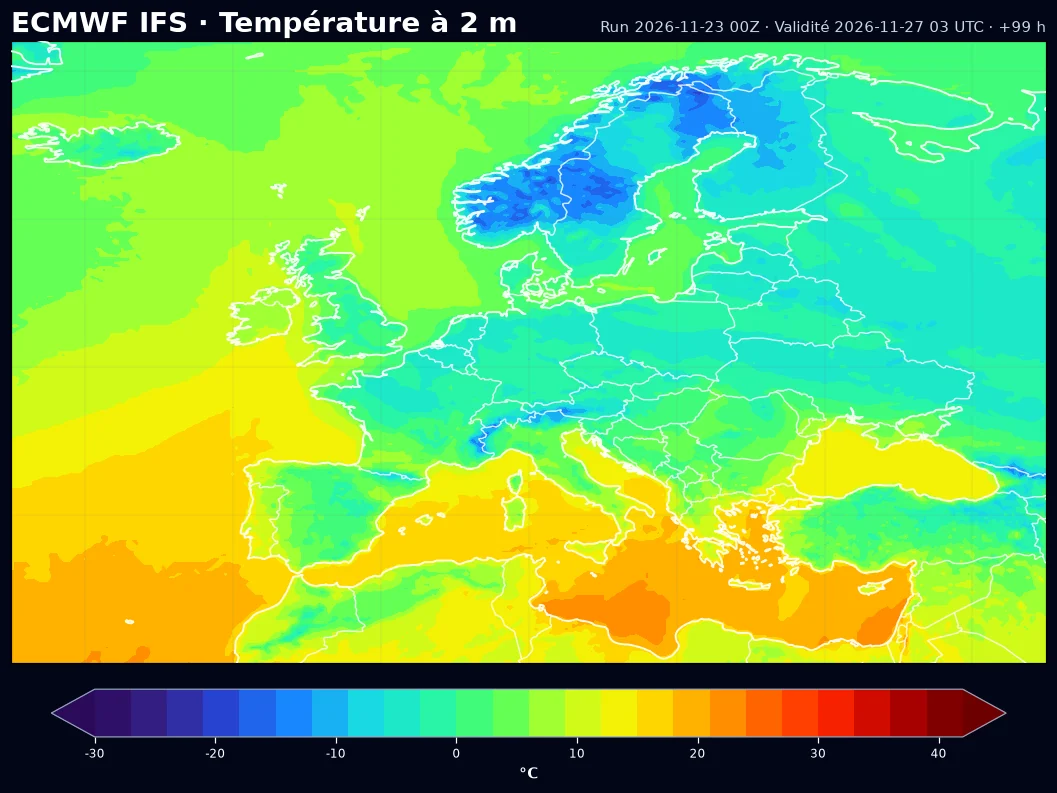 ECMWF IFS · Température à 2 m
Run 2026-11-23 00Z · Validité 2026-11-27 03 UTC · +99 h
-30 -20 -10 0 10 20 30 40
°C